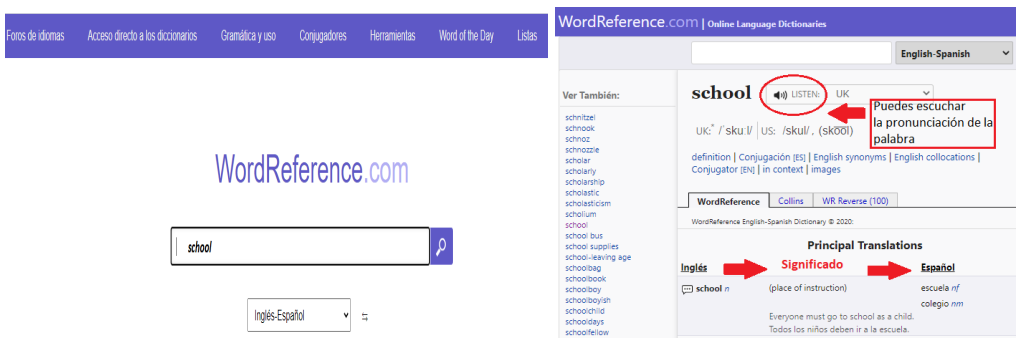 Foros de idiomas Acceso directo a los diccionarios Gramática y uso Conjugadores Herramientas Word of the Day Listas
WordReference.com
school
Inglés-Español
WordReference.com | Online Language Dictionaries
English-Spanish
Ver También:
schnitzel
schnook
schnoz
schnozzle
scholar
scholarly
scholarship
scholastic
scholasticism
scholium
school
school bus
school supplies
school-leaving age
schoolbag
schoolbook
schoolboy
schoolboyish
schoolchild
schooldays
schoolfellow
school LISTEN: UK
Puedes escuchar
la pronunciación de la
palabra
UK:* /ˈskuːl/ US: /skul/ , (sko͞ol)
definition | Conjugación [ES] | English synonyms | English collocations |
Conjugator [EN] | in context | images
WordReference Collins WR Reverse (100)
WordReference English-Spanish Dictionary © 2020:
Principal Translations
Inglés Significado Español
school n (place of instruction) escuela nf
colegio nm
Everyone must go to school as a child.
Todos los niños deben ir a la escuela.